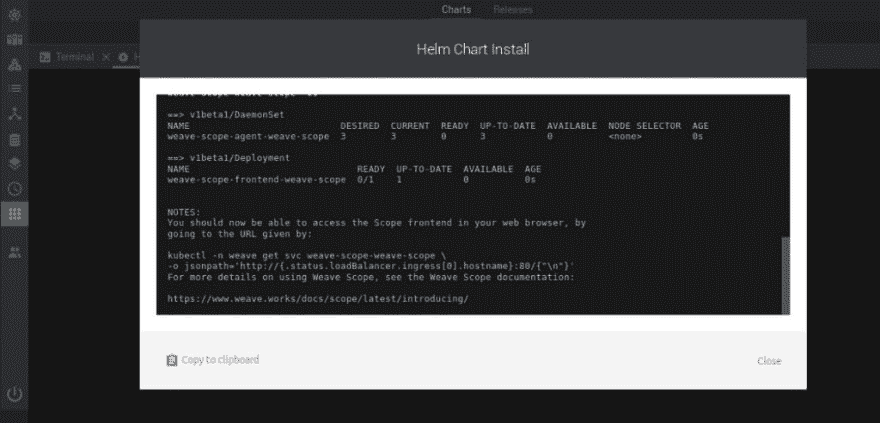 Charts Releases
Terminal
Helm Chart Install
==> v1beta1/DaemonSet
NAME DESIRED CURRENT READY UP-TO-DATE AVAILABLE NODE SELECTOR AGE
weave-scope-agent-weave-scope 3 3 0 3 0 <none> 0s
==> v1beta1/Deployment
NAME READY UP-TO-DATE AVAILABLE AGE
weave-scope-frontend-weave-scope 0/1 1 0 0s
NOTES:
You should now be able to access the Scope frontend in your web browser, by
going to the URL given by:
kubectl -n weave get svc weave-scope-weave-scope \
-o jsonpath='http://{.status.loadBalancer.ingress[0].hostname}:80/{"\n"}'
For more details on using Weave Scope, see the Weave Scope documentation:
https://www.weave.works/docs/scope/latest/introducing/
Copy to clipboard
Close